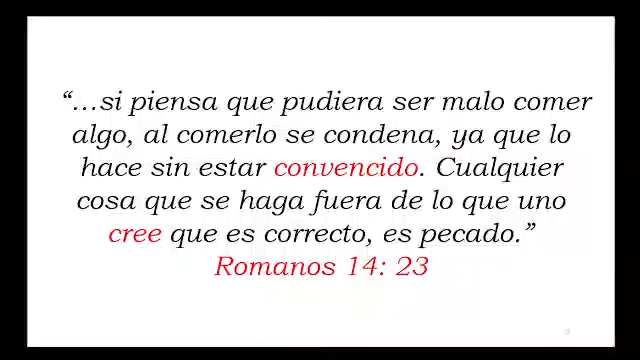 “...si piensa que pudiera ser malo comer
algo, al comerlo se condena, ya que lo
hace sin estar convencido. Cualquier
cosa que se haga fuera de lo que uno
cree que es correcto, es pecado.”
Romanos 14: 23